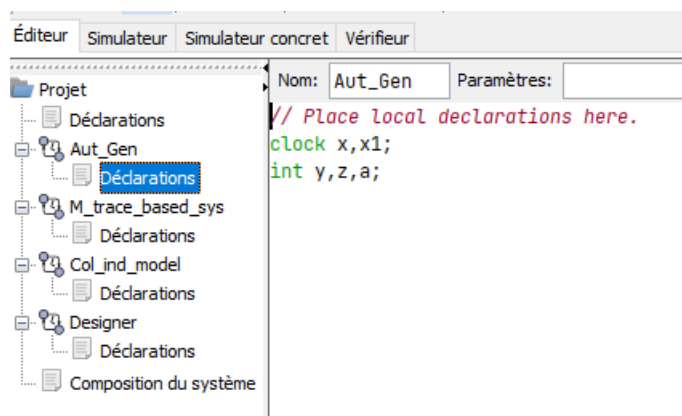 Éditeur Simulateur Simulateur concret Vérifieur
Projet
Déclarations
Aut_Gen
Déclarations
M_trace_based_sys
Déclarations
Col_ind_model
Déclarations
Designer
Déclarations
Composition du système
Nom: Aut_Gen Paramètres:
// Place local declarations here.
clock x,x1;
int y,z,a;